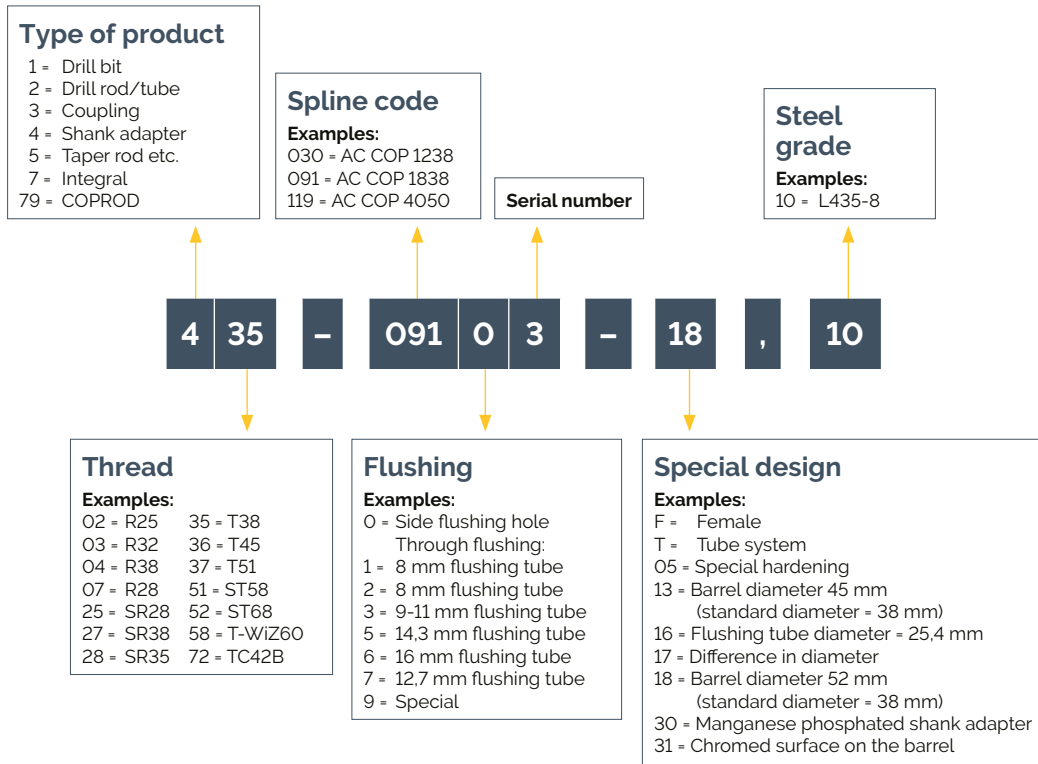 Type of product
1 = Drill bit
2 = Drill rod/tube
3 = Coupling
4 = Shank adapter
5 = Taper rod etc.
7 = Integral
79 = COPROD
Spline code
Examples:
030 = AC COP 1238
091 = AC COP 1838
119 = AC COP 4050
Serial number
Steel
grade
Examples:
10 = L435-8
4 35 – 091 0 3 – 18 , 10
Thread
Examples:
02 = R25 35 = T38
03 = R32 36 = T45
04 = R38 37 = T51
07 = R28 51 = ST58
25 = SR28 52 = ST68
27 = SR38 58 = T-WiZ60
28 = SR35 72 = TC42B
Flushing
Examples:
0 = Side flushing hole
Through flushing:
1 = 8 mm flushing tube
2 = 8 mm flushing tube
3 = 9-11 mm flushing tube
5 = 14,3 mm flushing tube
6 = 16 mm flushing tube
7 = 12,7 mm flushing tube
9 = Special
Special design
Examples:
F = Female
T = Tube system
05 = Special hardening
13 = Barrel diameter 45 mm
(standard diameter = 38 mm)
16 = Flushing tube diameter = 25,4 mm
17 = Difference in diameter
18 = Barrel diameter 52 mm
(standard diameter = 38 mm)
30 = Manganese phosphated shank adapter
31 = Chromed surface on the barrel